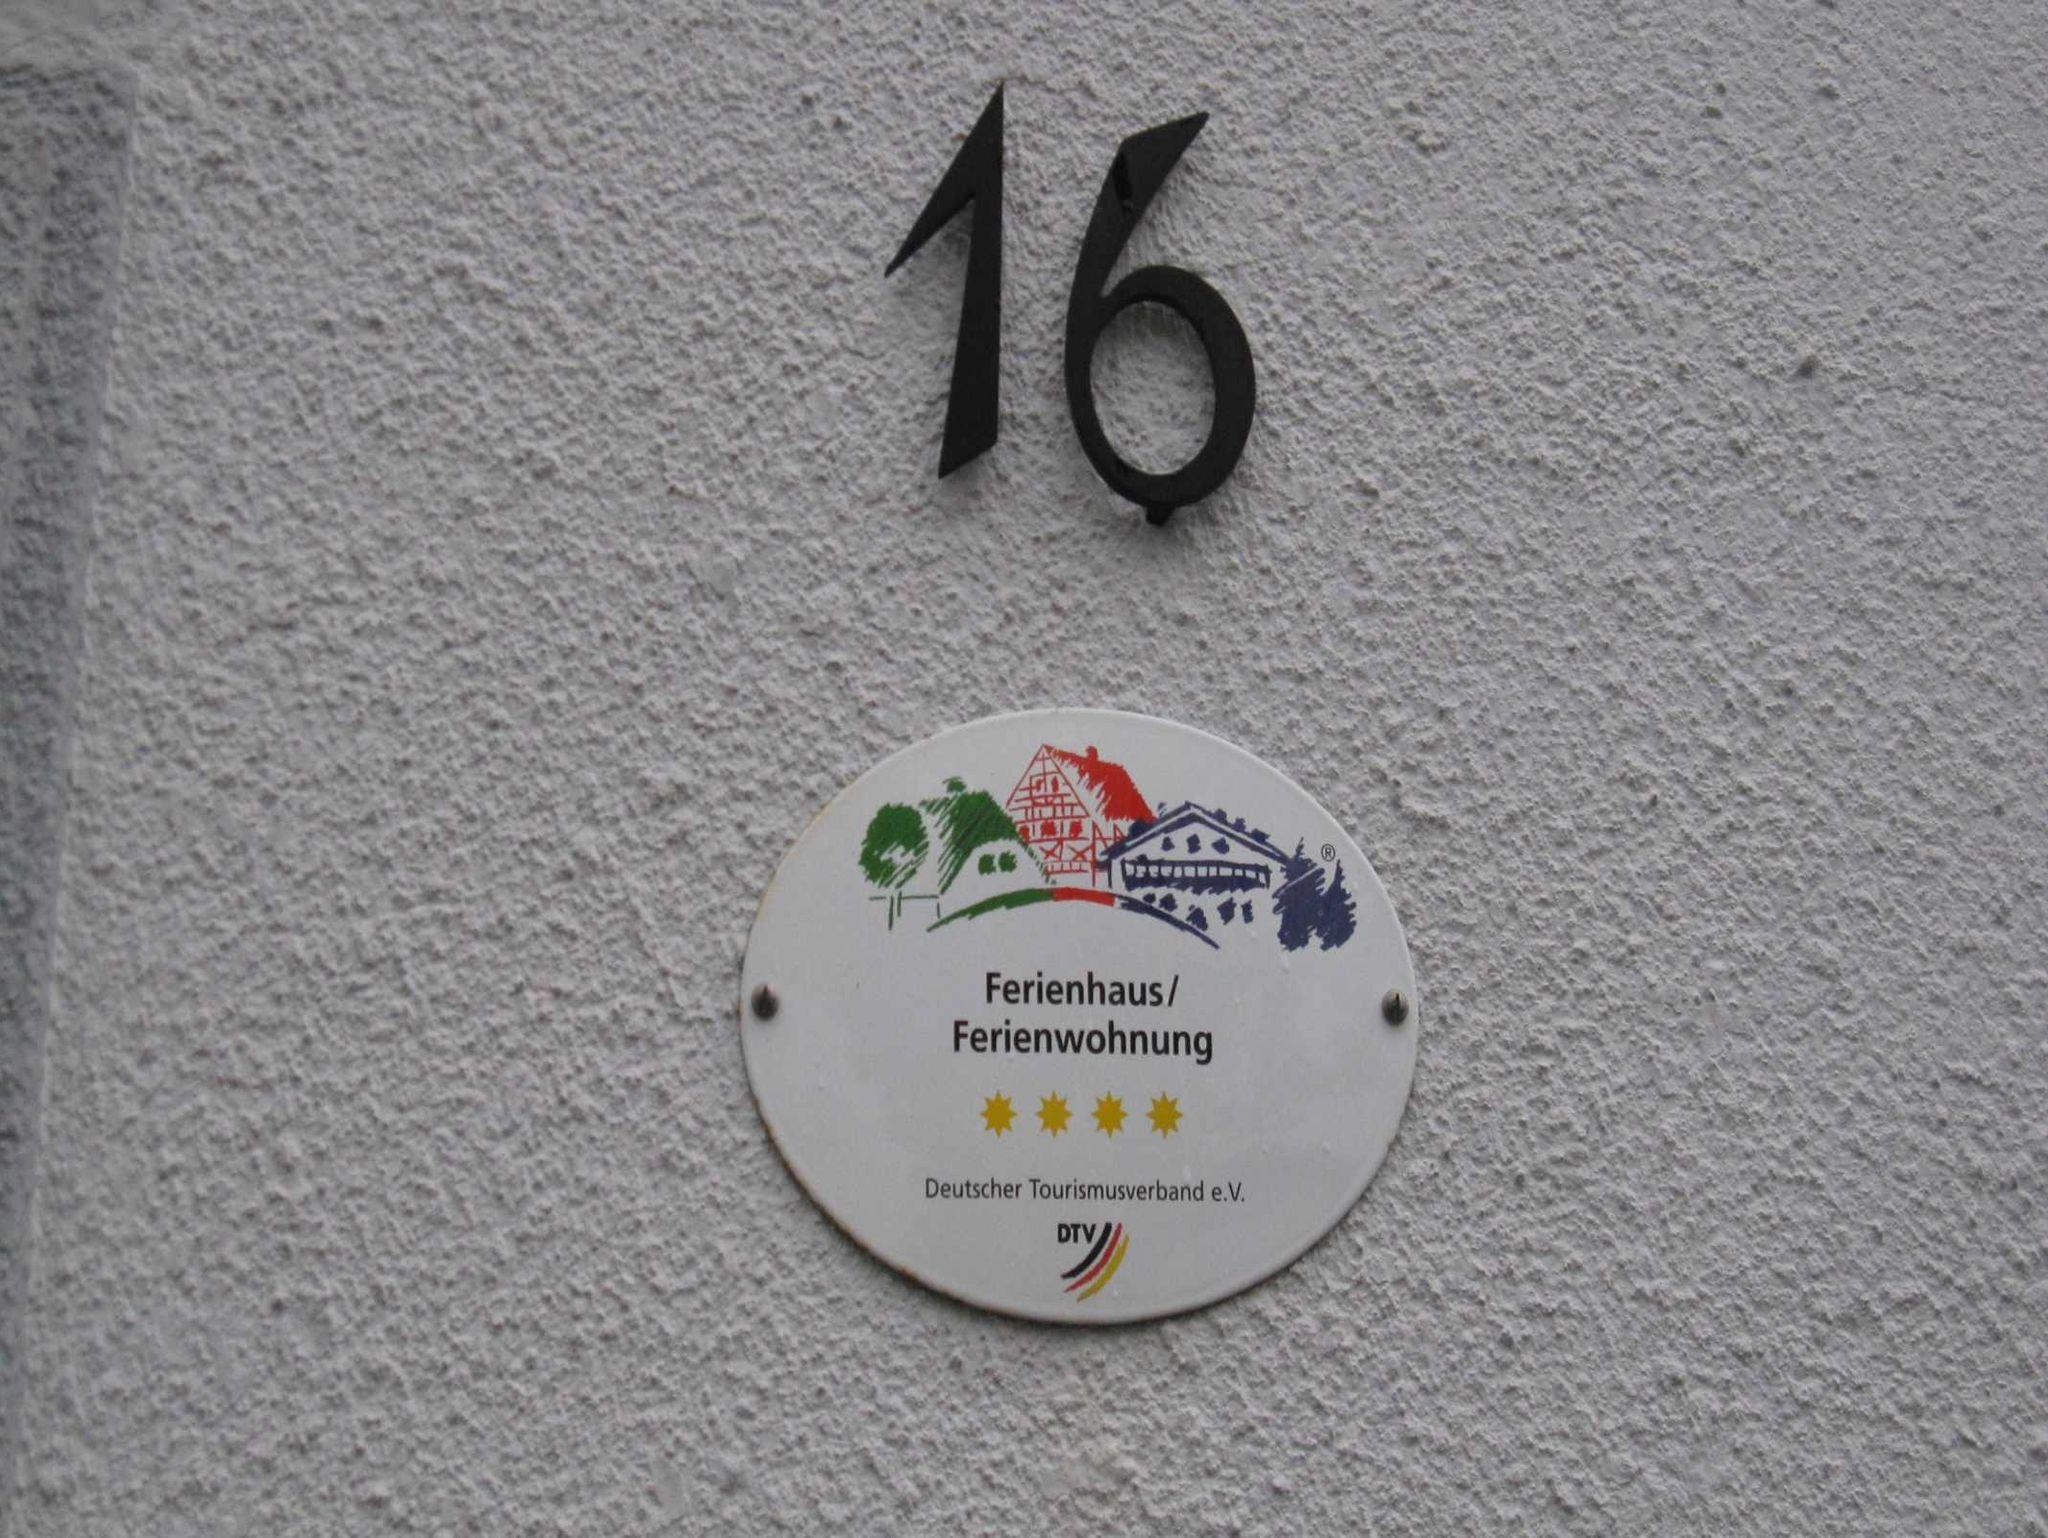 16
®
Ferienhaus/
Ferienwohnung
Deutscher Tourismusverband e.V.
DTV